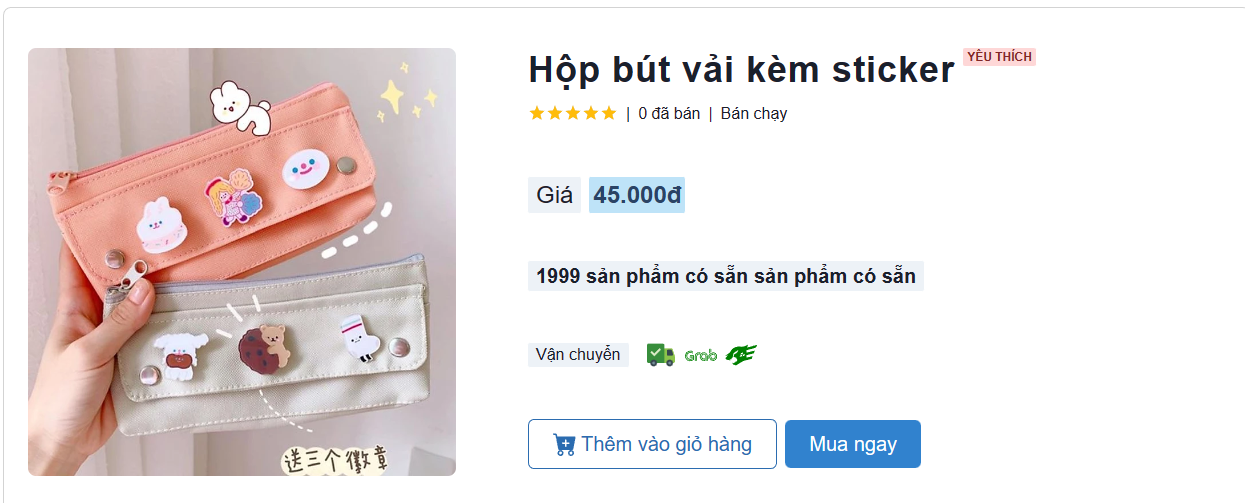 Hộp bút vải kèm sticker YÊU THÍCH
| 0 đã bán | Bán chạy
Giá 45.000đ
1999 sản phẩm có sẵn sản phẩm có sẵn
Vận chuyển Grab
Thêm vào giỏ hàng Mua ngay
送三个徽章